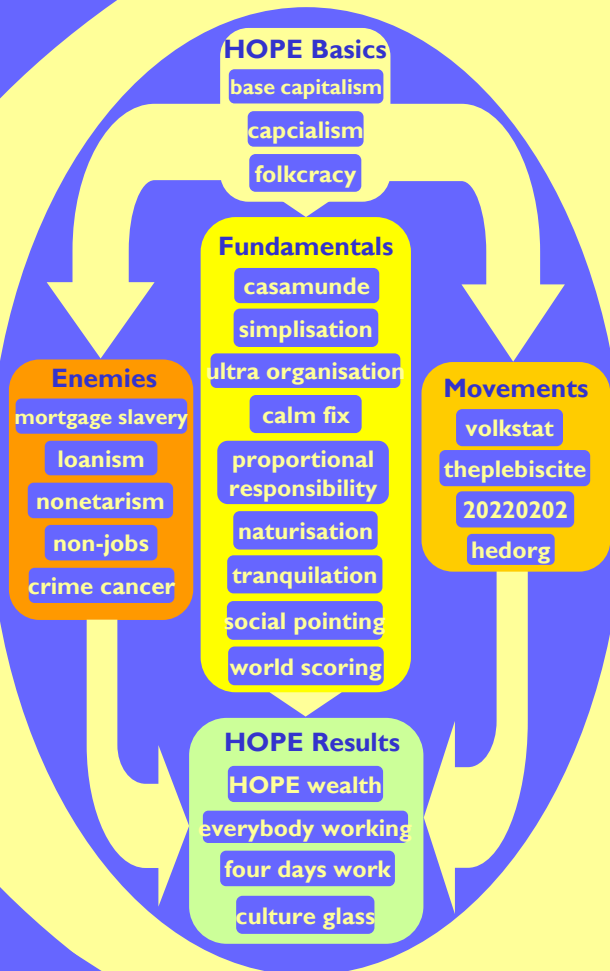 HOPE Basics
base capitalism
capcialism
folkcracy
Fundamentals
casamunde
simplisation
ultra organisation
calm fix
proportional
responsibility
naturisation
tranquilation
social pointing
world scoring
Enemies
mortgage slavery
loanism
nonetarism
non-jobs
crime cancer
Movements
volkstat
theplebiscite
20220202
hedorg
HOPE Results
HOPE wealth
everybody working
four days work
culture glass